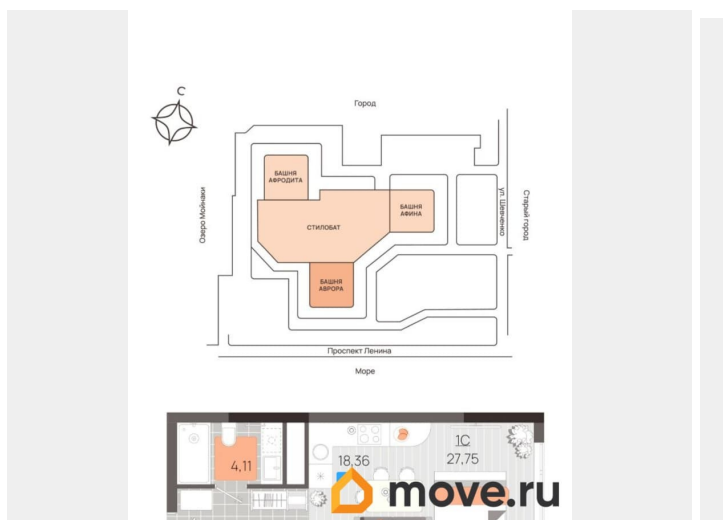 С
Город
БАШНЯ
АФРОДИТА
БАШНЯ
АФИНА
СТИЛОБАТ
БАШНЯ
АВРОРА
Озеро Мойнаки
ул. Шевченко
Старый город
Проспект Ленина
Море
1С
27,75
18,36
4,11
move.ru